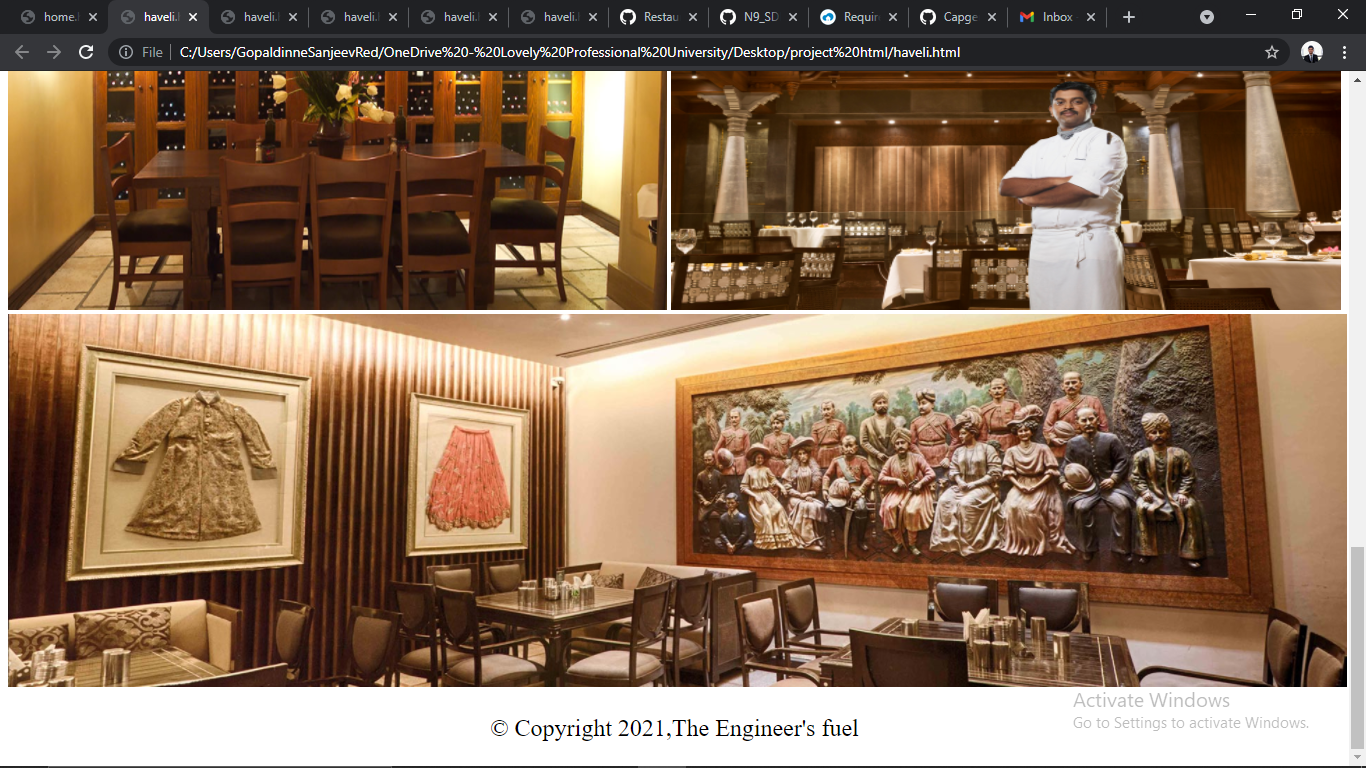 home.
haveli.
haveli.
haveli.
haveli.
haveli.
Restau
N9_SD
Require
Capge
Inbox
File
C:/Users/GopaldinneSanjeevRed/OneDrive%20-%20Lovely%20Professional%20University/Desktop/project%20html/haveli.html
© Copyright 2021,The Engineer's fuel
Activate Windows
Go to Settings to activate Windows.